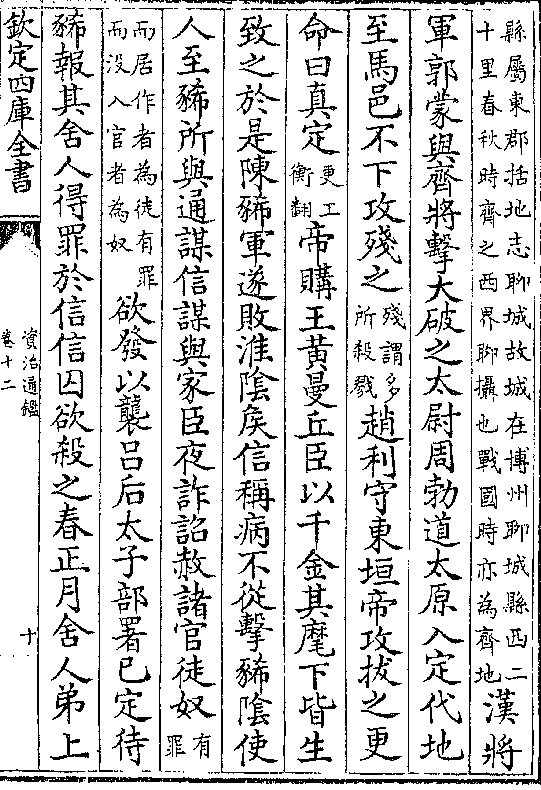 縣屬東郡括地志聊城故城在博州聊城縣西二
十里春秋時齊之西界聊攝也戰國時亦為齊地
漢將
軍郭蒙與齊將擊大破之太尉周勃道太原入定代地
至馬邑不下攻殘之
殘謂多
所殺戮
趙利守東垣帝攻拔之更
命曰真定
更工
衡翻
帝購王黃曼丘臣以千金其麾下皆生
致之於是陳豨軍遂敗淮陰矦信稱病不從擊豨陰使
人至豨所與通謀信謀與家臣夜詐詔赦諸官徒奴
有
罪
而居作者為徒有罪
而没入官者為奴
欲發以襲呂后太子部署已定待
豨報其舍人得罪於信信囚欲殺之春正月舍人弟上
欽定四庫全書
資治通鑑
卷十二
十